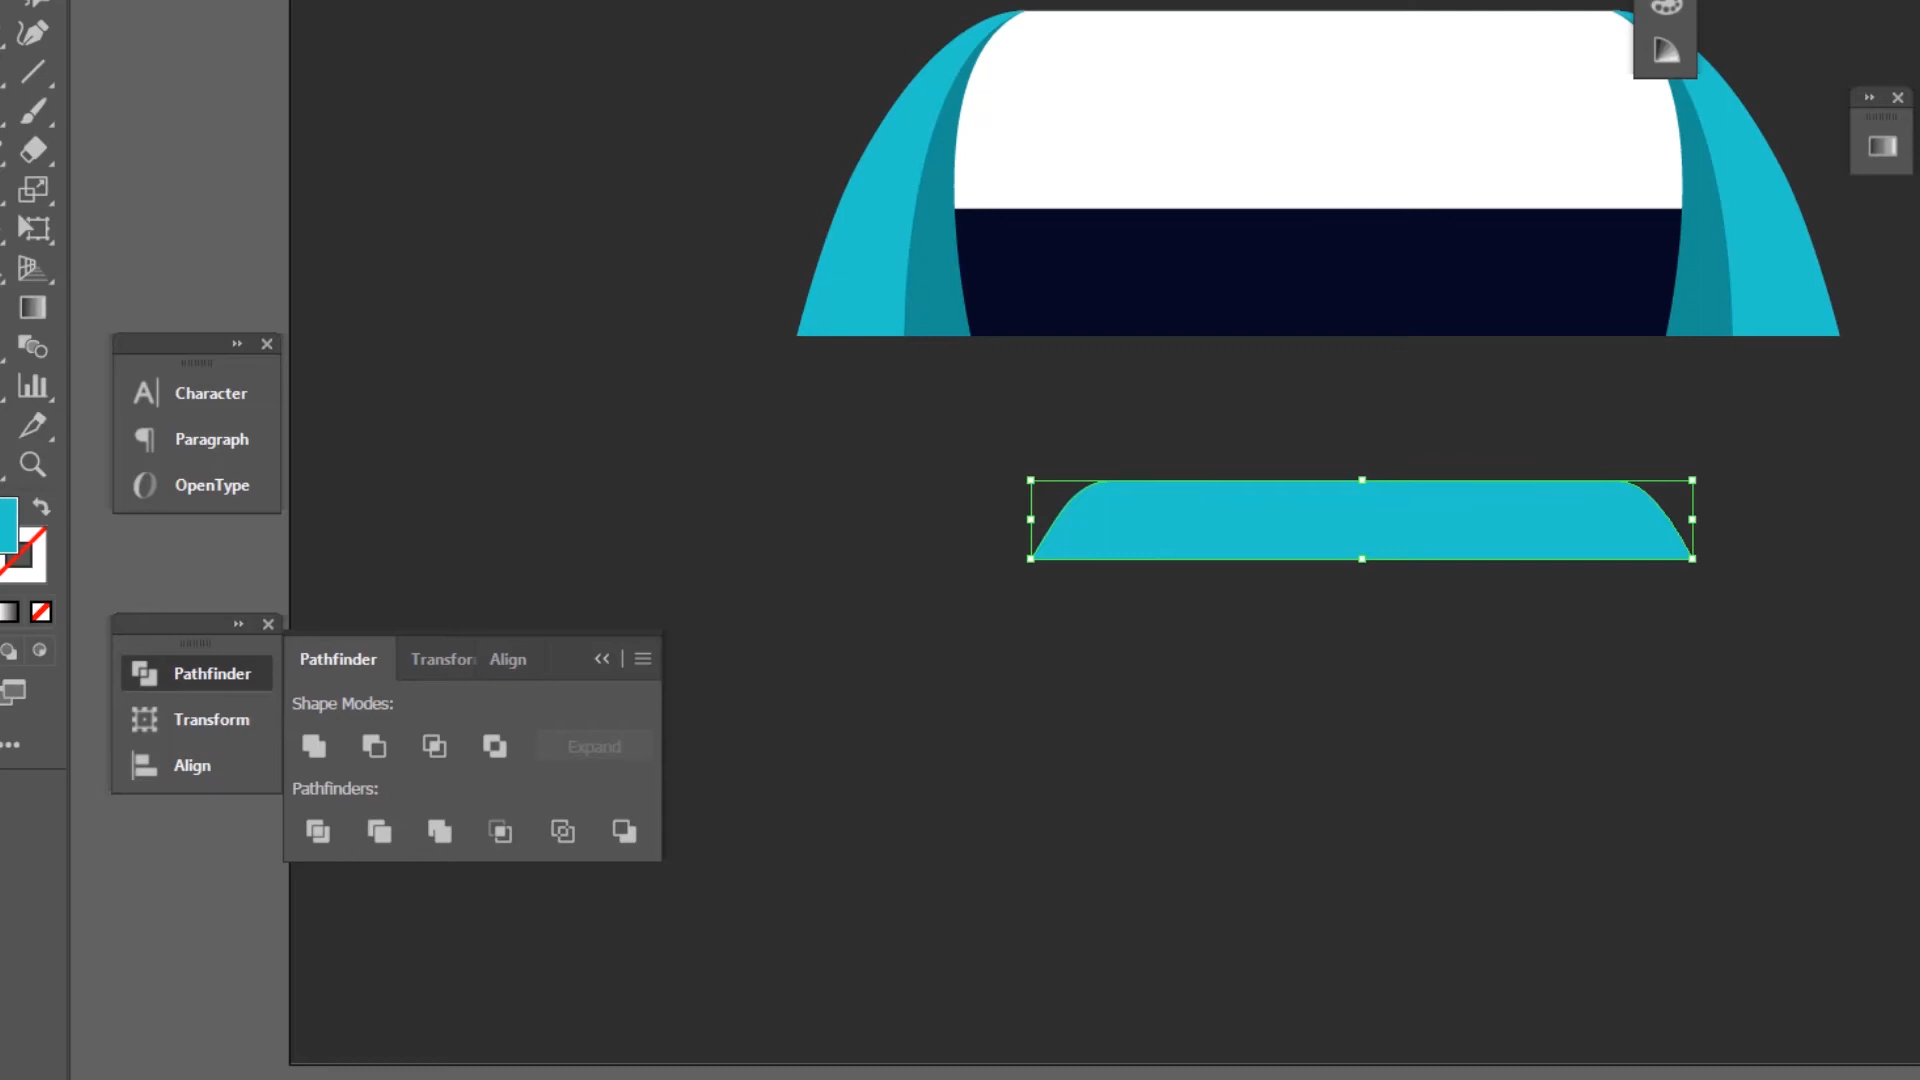 Character
Paragraph
OpenType
Pathfinder
Transform
Align
Pathfinder Transfor Align
Shape Modes:
Expand
Pathfinders: